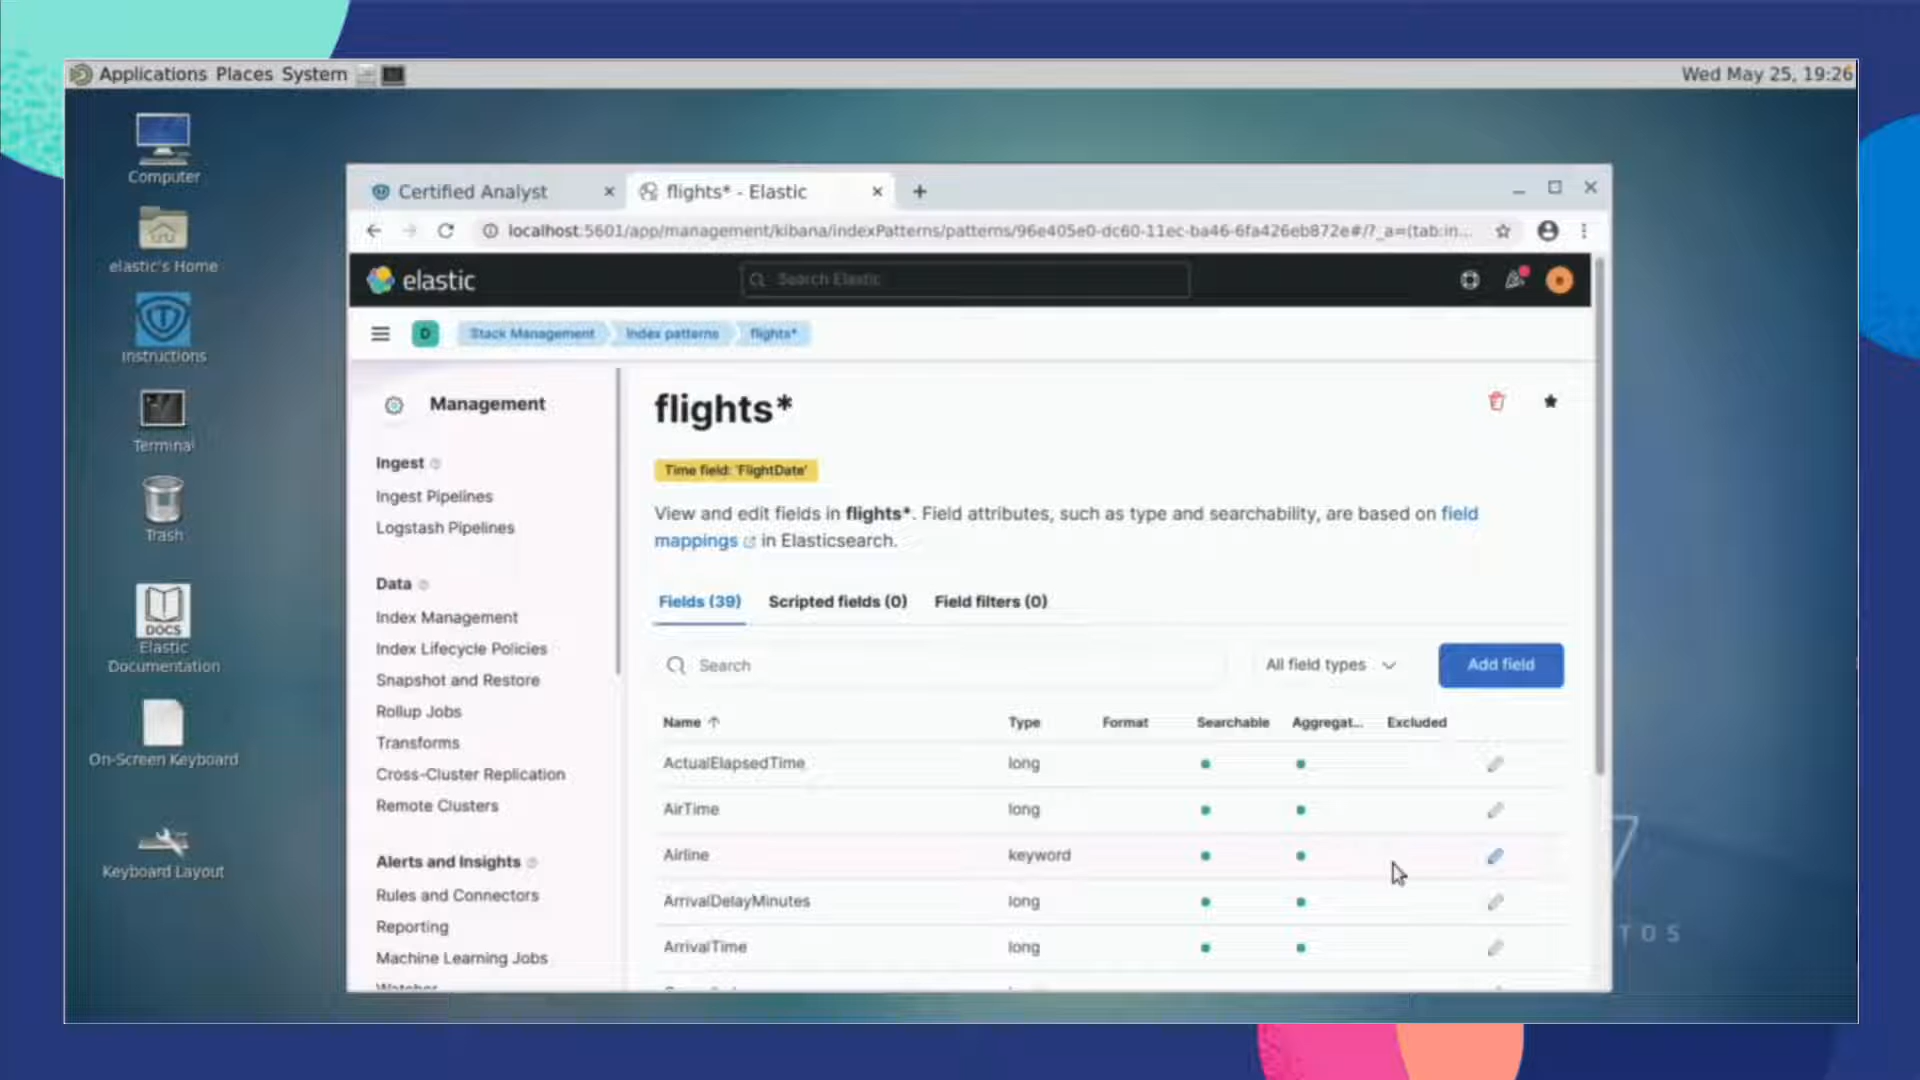 Applications Places System
Wed May 25, 19:26
Computer
elastic's Home
Instructions
Terminal
Trash
DOCS
Elastic
Documentation
On-Screen Keyboard
Keyboard Layout
Certified Analyst
flights* - Elastic
localhost:5601/app/management/kibana/indexPatterns/patterns/96e405e0-dc60-11ec-ba46-6fa426eb872e#/?_a=(tab:in...
elastic
Search Elastic
D
Stack Management
Index patterns
flights*
Management
Ingest
Ingest Pipelines
Logstash Pipelines
Data
Index Management
Index Lifecycle Policies
Snapshot and Restore
Rollup Jobs
Transforms
Cross-Cluster Replication
Remote Clusters
Alerts and Insights
Rules and Connectors
Reporting
Machine Learning Jobs
Watcher
flights*
Time field: 'FlightDate'
View and edit fields in flights*. Field attributes, such as type and searchability, are based on field
mappings in Elasticsearch.
Fields (39) Scripted fields (0) Field filters (0)
Search
All field types
Add field
Name Type Format Searchable Aggregat... Excluded
ActualElapsedTime long
AirTime long
Airline keyword
ArrivalDelayMinutes long
ArrivalTime long
7
TOS